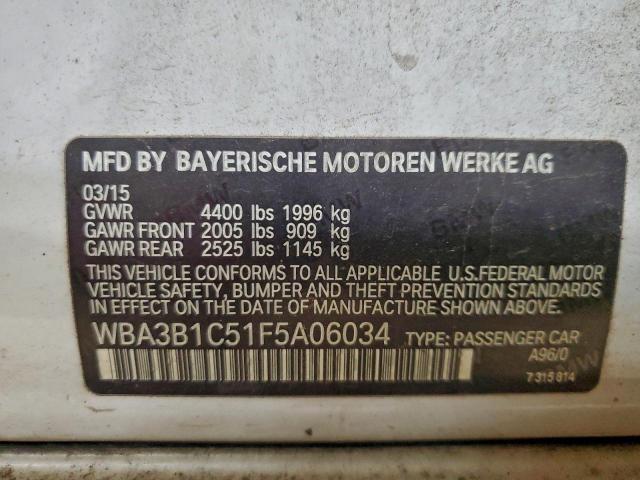 MFD BY BAYERISCHE MOTOREN WERKE AG
03/15
GVWR 4400 lbs 1996 kg
GAWR FRONT 2005 lbs 909 kg
GAWR REAR 2525 lbs 1145 kg
THIS VEHICLE CONFORMS TO ALL APPLICABLE U.S.FEDERAL MOTOR
VEHICLE SAFETY, BUMPER AND THEFT PREVENTION STANDARDS
IN EFFECT ON THE DATE OF MANUFACTURE SHOWN ABOVE.
WBA3B1C51F5A06034 TYPE: PASSENGER CAR
A96/0
7 315 814